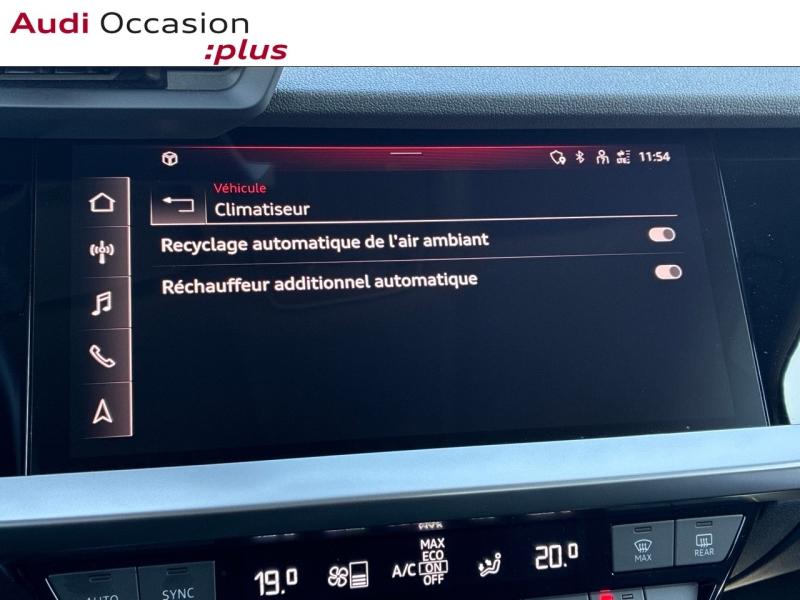 Audi Occasion
:plus
11:54
Véhicule
Climatiseur
Recyclage automatique de l'air ambiant
Réchauffeur additionnel automatique
MAX
ECO
A/C ON
OFF
19.0
20.0
MAX
REAR
AUTO
SYNC